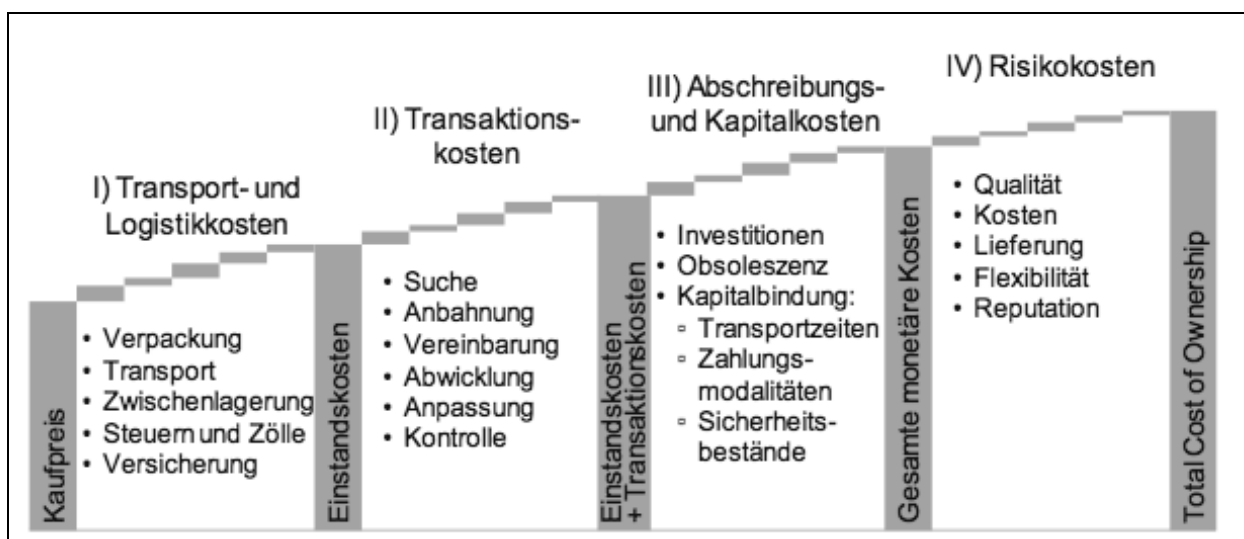 Kaufpreis
I) Transport- und
Logistikkosten
• Verpackung
• Transport
• Zwischenlagerung
• Steuern und Zölle
• Versicherung
Einstandskosten
II) Transaktions-
kosten
• Suche
• Anbahnung
• Vereinbarung
• Abwicklung
• Anpassung
• Kontrolle
Einstandskosten
+ Transaktionskosten
III) Abschreibungs-
und Kapitalkosten
• Investitionen
• Obsoleszenz
• Kapitalbindung:
▫ Transportzeiten
▫ Zahlungs-
modalitäten
▫ Sicherheits-
bestände
Gesamte monetäre Kosten
IV) Risikokosten
• Qualität
• Kosten
• Lieferung
• Flexibilität
• Reputation
Total Cost of Ownership